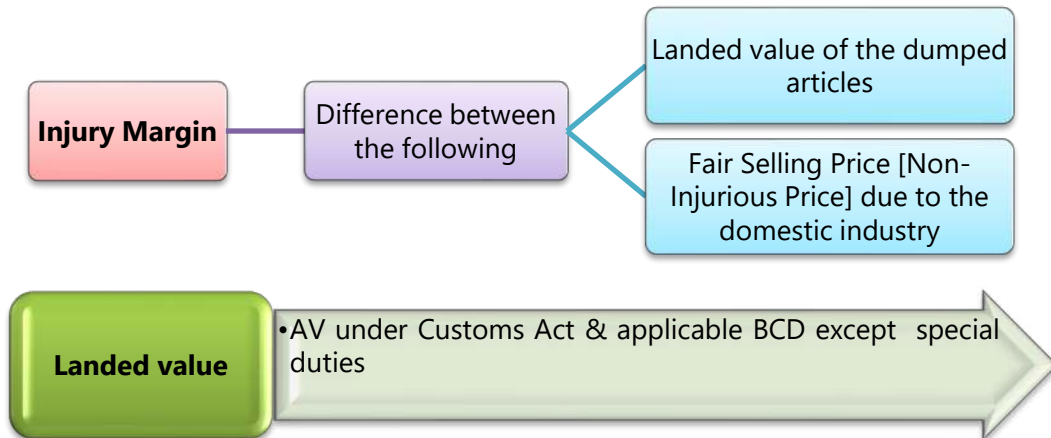 Injury Margin
Difference between
the following
Landed value of the dumped
articles
Fair Selling Price [Non-
Injurious Price] due to the
domestic industry
Landed value
•AV under Customs Act & applicable BCD except special
duties